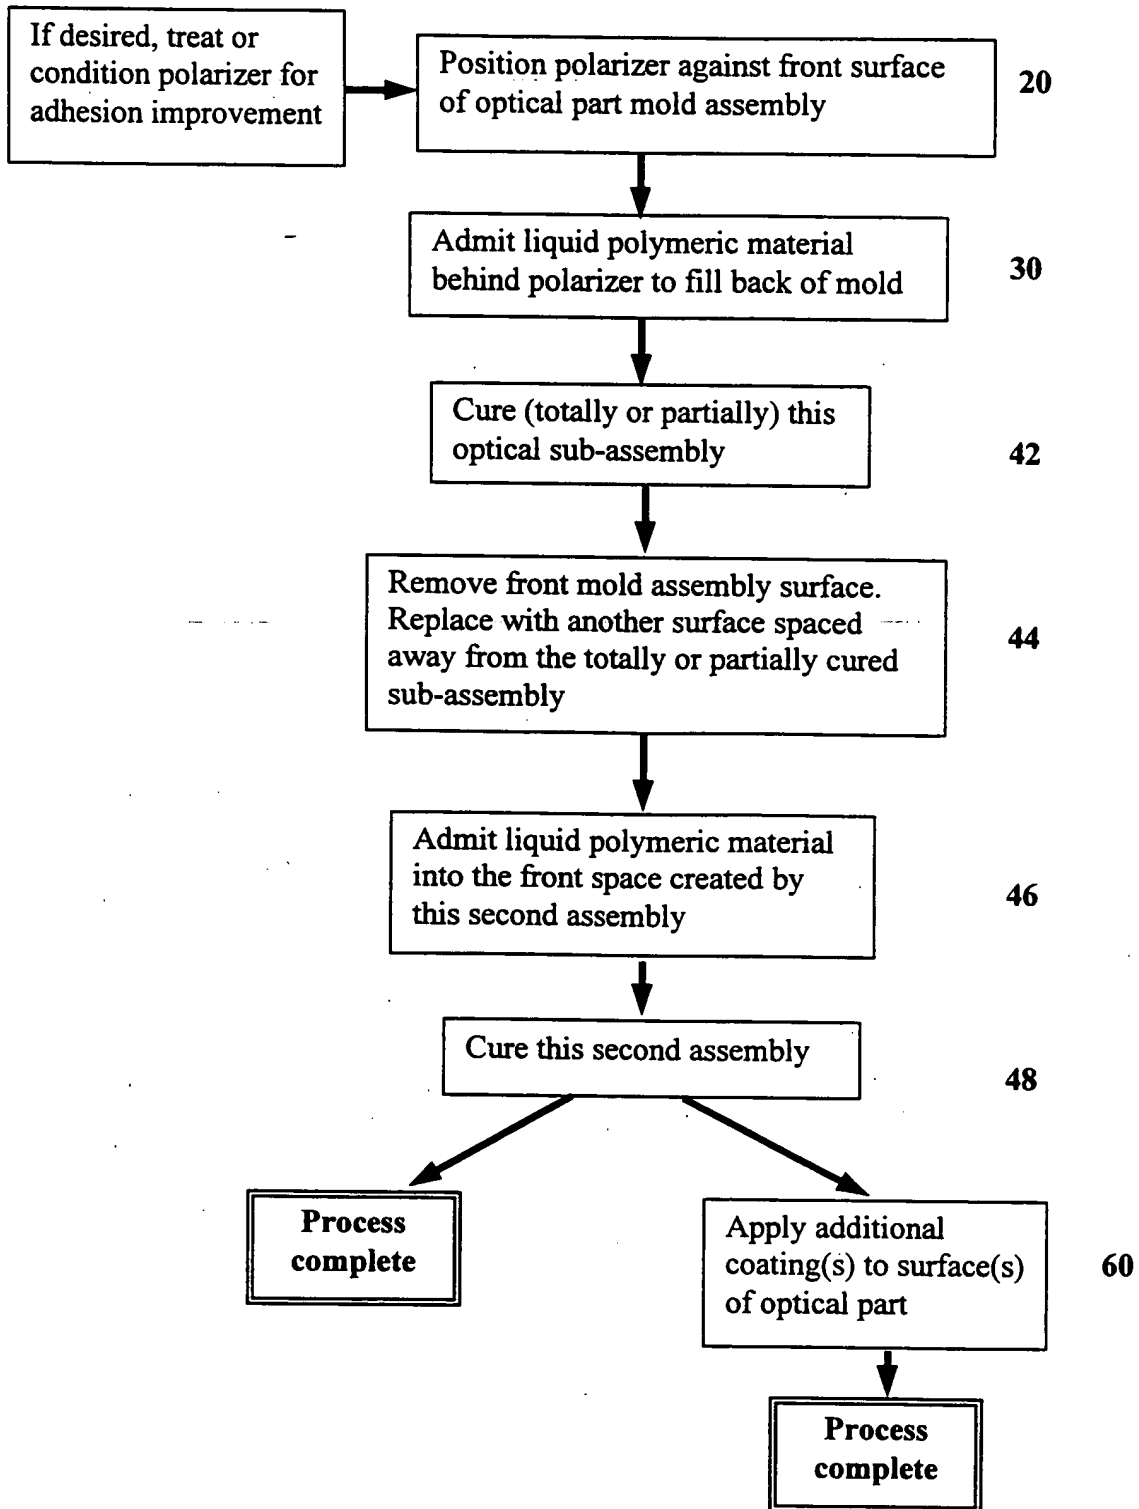 If desired, treat or
condition polarizer for
adhesion improvement
Position polarizer against front surface
of optical part mold assembly
20
Admit liquid polymeric material
behind polarizer to fill back of mold
30
Cure (totally or partially) this
optical sub-assembly
42
Remove front mold assembly surface.
Replace with another surface spaced
away from the totally or partially cured
sub-assembly
44
Admit liquid polymeric material
into the front space created by
this second assembly
46
Cure this second assembly
48
Process
complete
Apply additional
coating(s) to surface(s)
of optical part
60
Process
complete